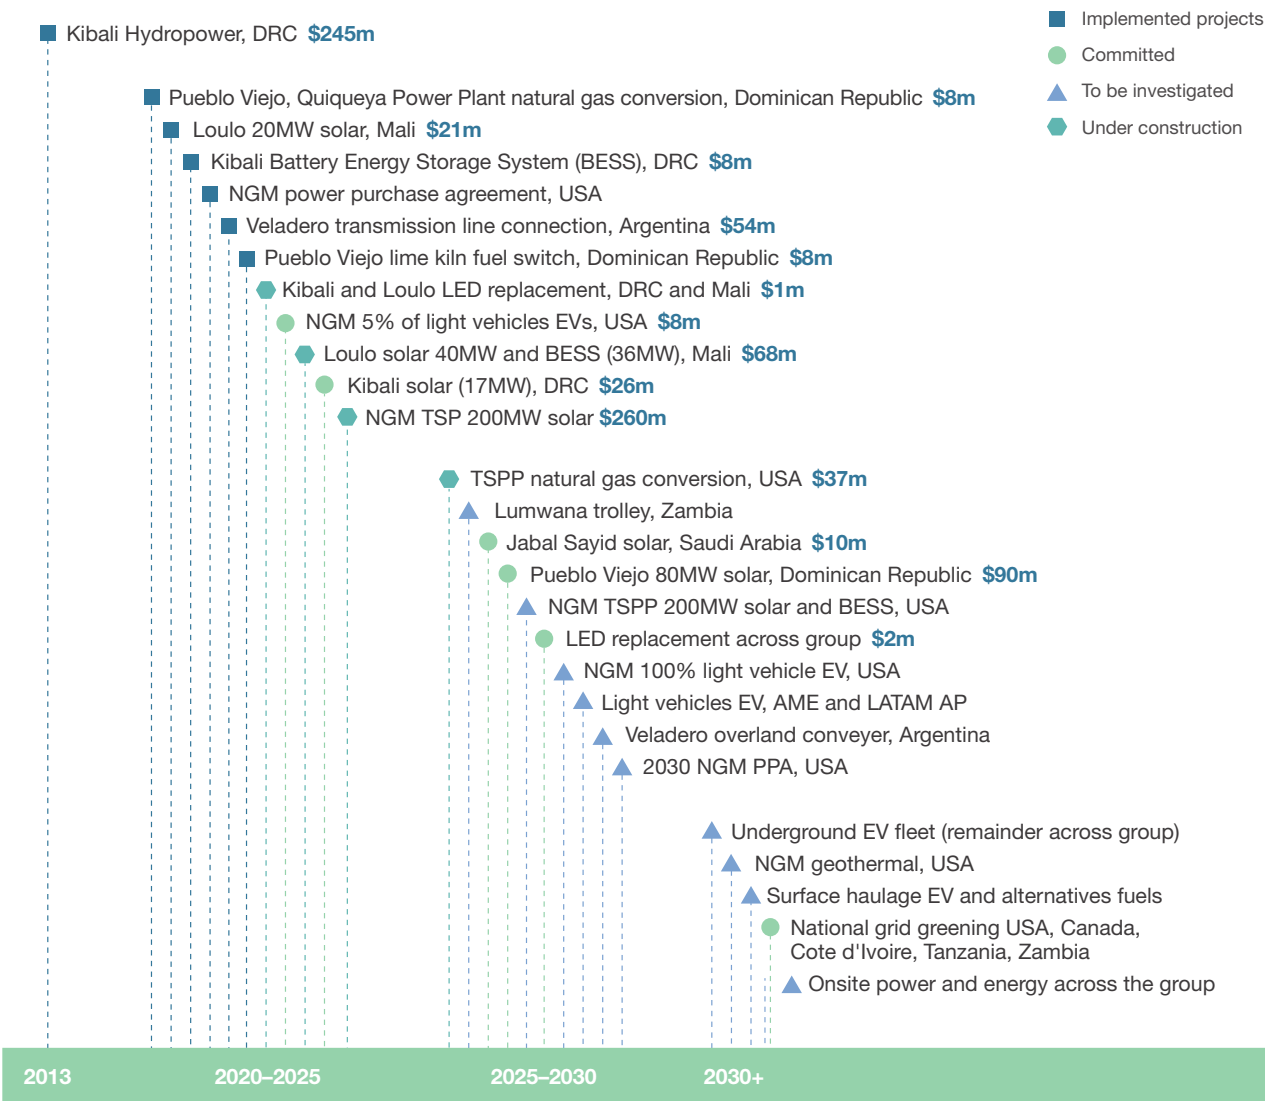 Kibali Hydropower, DRC $245m
Implemented projects
Committed
To be investigated
Under construction
Pueblo Viejo, Quiqueya Power Plant natural gas conversion, Dominican Republic $8m
Loulo 20MW solar, Mali $21m
Kibali Battery Energy Storage System (BESS), DRC $8m
NGM power purchase agreement, USA
Veladero transmission line connection, Argentina $54m
Pueblo Viejo lime kiln fuel switch, Dominican Republic $8m
Kibali and Loulo LED replacement, DRC and Mali $1m
NGM 5% of light vehicles EVs, USA $8m
Loulo solar 40MW and BESS (36MW), Mali $68m
Kibali solar (17MW), DRC $26m
NGM TSP 200MW solar $260m
TSPP natural gas conversion, USA $37m
Lumwana trolley, Zambia
Jabal Sayid solar, Saudi Arabia $10m
Pueblo Viejo 80MW solar, Dominican Republic $90m
NGM TSPP 200MW solar and BESS, USA
LED replacement across group $2m
NGM 100% light vehicle EV, USA
Light vehicles EV, AME and LATAM AP
Veladero overland conveyer, Argentina
2030 NGM PPA, USA
Underground EV fleet (remainder across group)
NGM geothermal, USA
Surface haulage EV and alternatives fuels
National grid greening USA, Canada,
Cote d'Ivoire, Tanzania, Zambia
Onsite power and energy across the group
2013
2020–2025
2025–2030
2030+